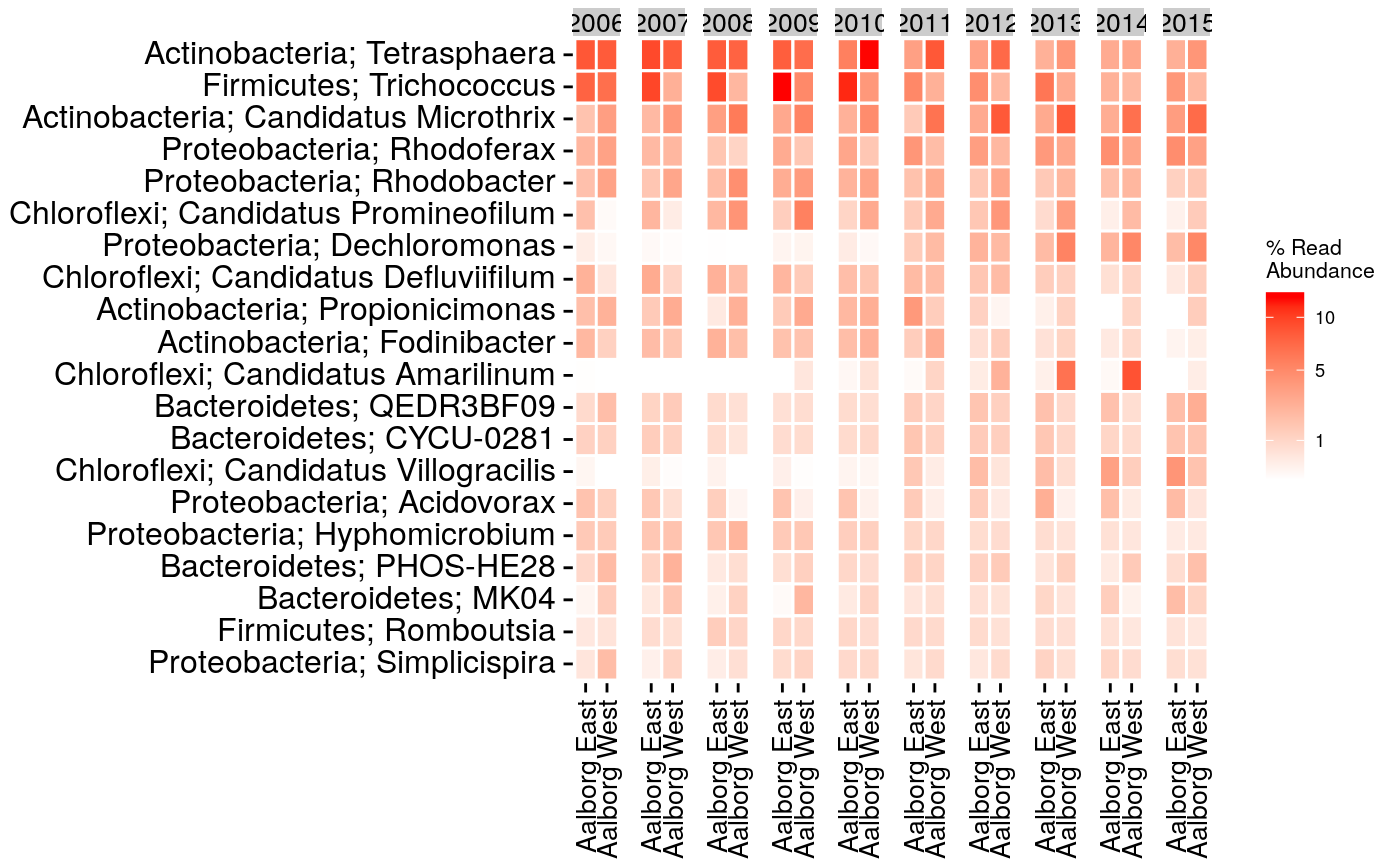 2006 2007 2008 2009 2010 2011 2012 2013 2014 2015
Actinobacteria; Tetrasphaera
Firmicutes; Trichococcus
Actinobacteria; Candidatus Microthrix
Proteobacteria; Rhodoferax
Proteobacteria; Rhodobacter
Chloroflexi; Candidatus Promineofilum
Proteobacteria; Dechloromonas
Chloroflexi; Candidatus Defluviifilum
Actinobacteria; Propionicimonas
Actinobacteria; Fodinibacter
Chloroflexi; Candidatus Amarilinum
Bacteroidetes; QEDR3BF09
Bacteroidetes; CYCU-0281
Chloroflexi; Candidatus Villogracilis
Proteobacteria; Acidovorax
Proteobacteria; Hyphomicrobium
Bacteroidetes; PHOS-HE28
Bacteroidetes; MK04
Firmicutes; Romboutsia
Proteobacteria; Simplicispira
Aalborg East
Aalborg West
Aalborg East
Aalborg West
Aalborg East
Aalborg West
Aalborg East
Aalborg West
Aalborg East
Aalborg West
Aalborg East
Aalborg West
Aalborg East
Aalborg West
Aalborg East
Aalborg West
Aalborg East
Aalborg West
Aalborg East
Aalborg West
% Read
Abundance
10
5
1